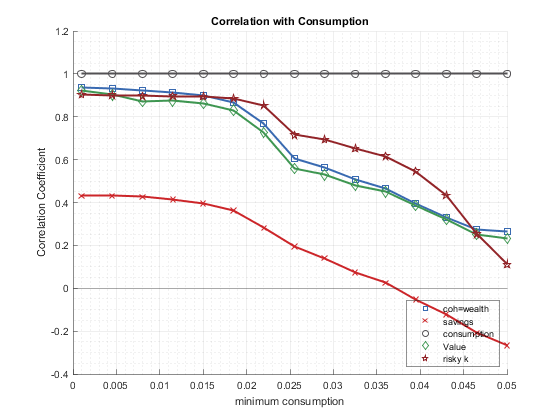 Correlation with Consumption
1.2
1
0.8
0.6
0.4
0.2
0
-0.2
-0.4
Correlation Coefficient
coh=wealth
savings
consumption
Value
risky k
0 0.005 0.01 0.015 0.02 0.025 0.03 0.035 0.04 0.045 0.05
minimum consumption